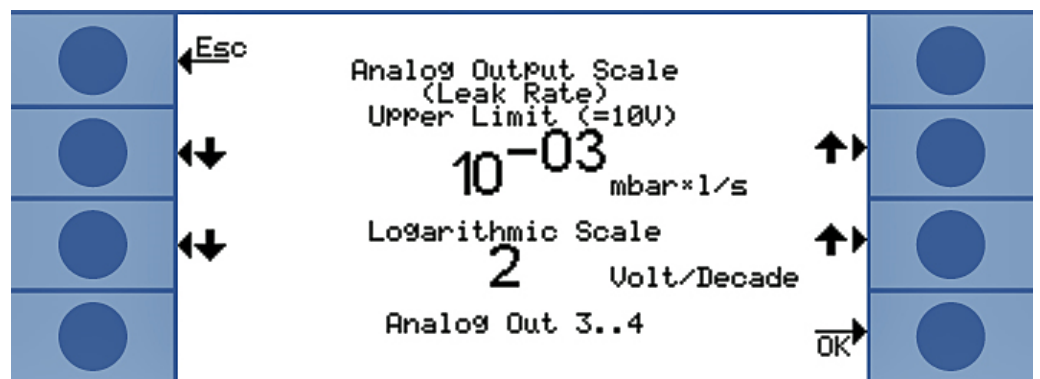 Esc
Analog Output Scale
(Leak Rate)
Upper Limit (=10V)
10⁻⁰³
mbar×l/s
Logarithmic Scale
2
Volt/Decade
Analog Out 3..4
OK